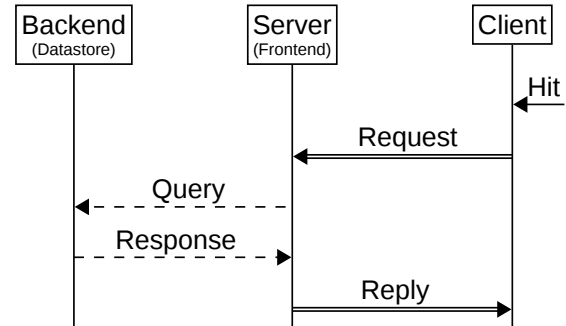 Backend
(Datastore)
Server
(Frontend)
Client
Hit
Request
Query
Response
Reply